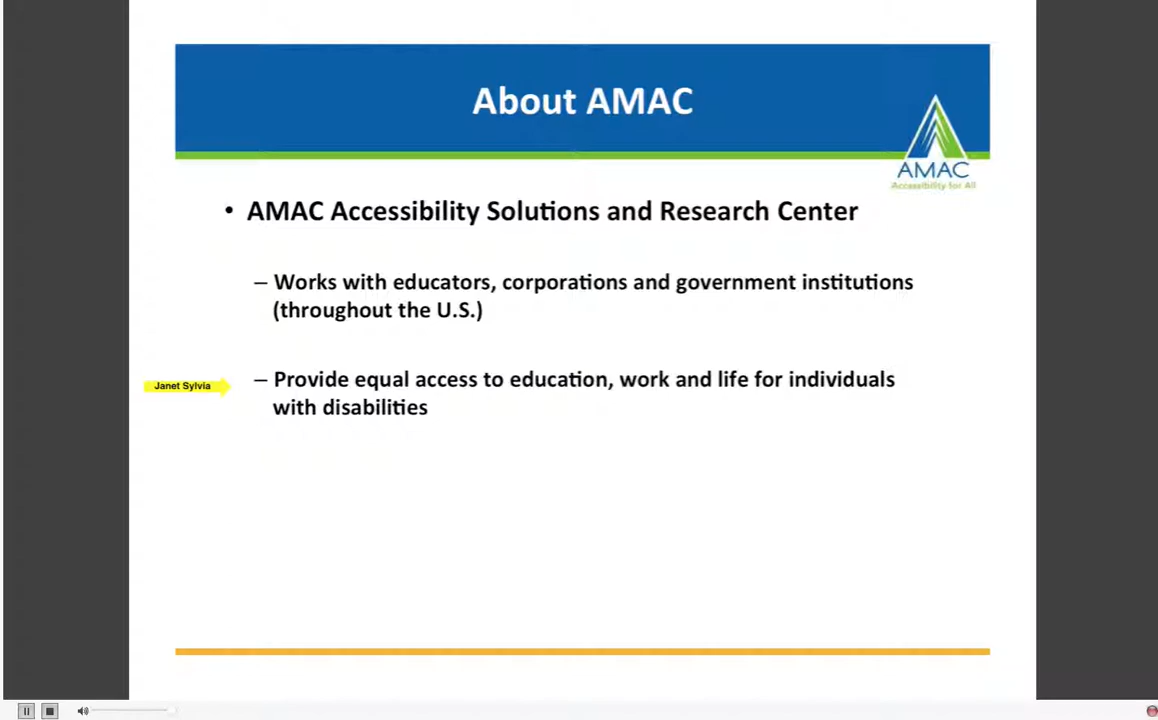 About AMAC
AMAC
Accessibility for All
• AMAC Accessibility Solutions and Research Center
– Works with educators, corporations and government institutions
(throughout the U.S.)
Janet Sylvia
– Provide equal access to education, work and life for individuals
with disabilities